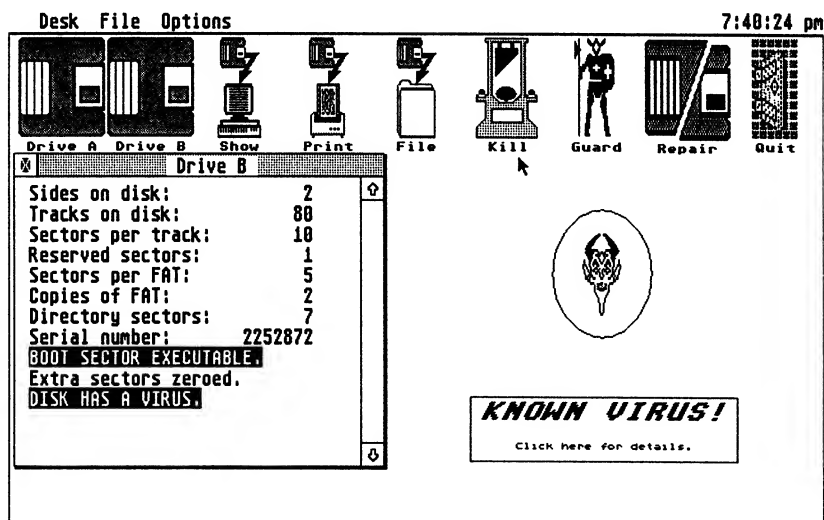 Desk File Options 7:40:24 pm
Drive A Drive B Show Print File Kill Guard Repair Quit
Drive B
Sides on disk: 2
Tracks on disk: 80
Sectors per track: 10
Reserved sectors: 1
Sectors per FAT: 5
Copies of FAT: 2
Directory sectors: 7
Serial number: 2252872
BOOT SECTOR EXECUTABLE.
Extra sectors zeroed.
DISK HAS A VIRUS.
KNOWN VIRUS!
Click here for details.